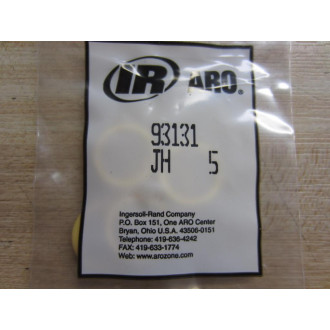 IR ARO®
93131
JH 5
Ingersoll-Rand Company
P.O. Box 151, One ARO Center
Bryan, Ohio U.S.A. 43506-0151
Telephone: 419-636-4242
FAX: 419-633-1774
Web: www.arozone.com